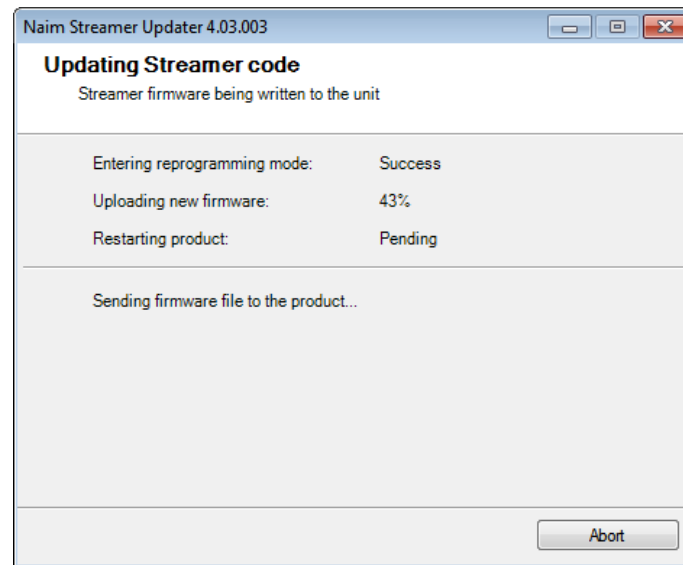 Naim Streamer Updater 4.03.003
Updating Streamer code
Streamer firmware being written to the unit
Entering reprogramming mode: Success
Uploading new firmware: 43%
Restarting product: Pending
Sending firmware file to the product...
Abort